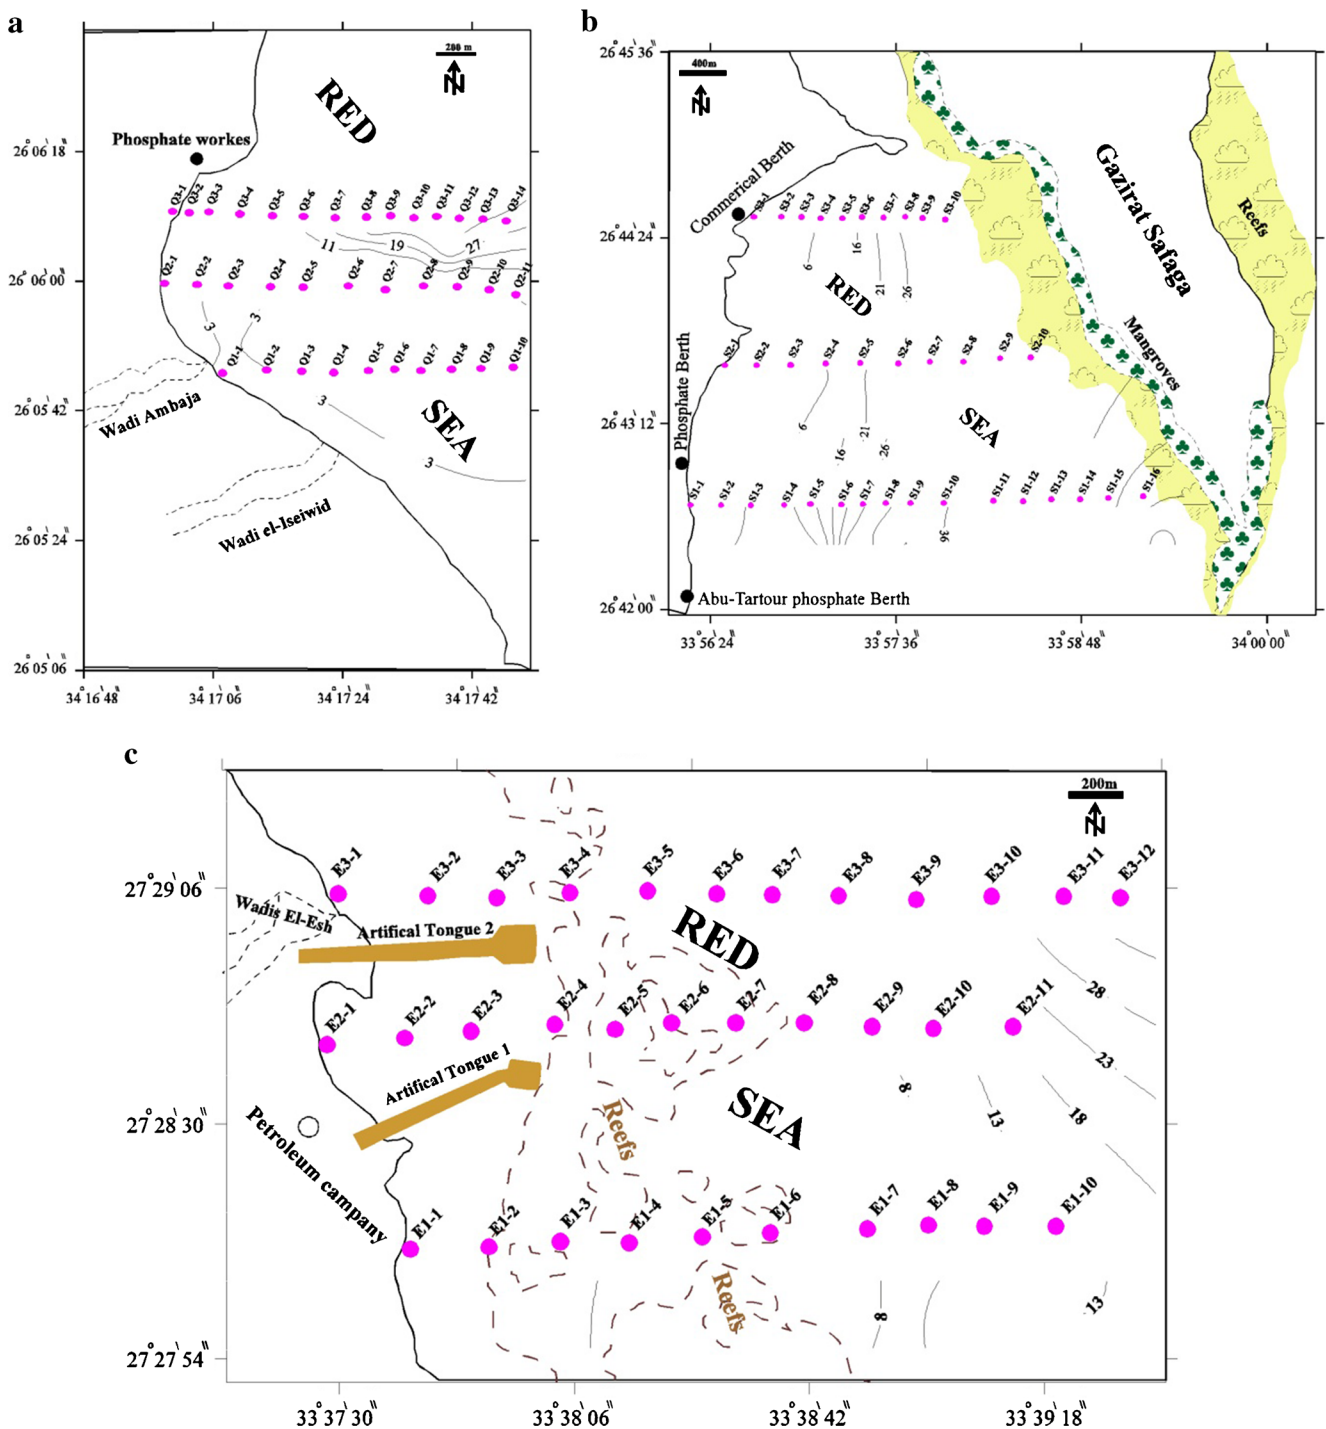 a
200 m
N
RED
Phosphate workes
Q3-1 Q3-2 Q3-3 Q3-4 Q3-5 Q3-6 Q3-7 Q3-8 Q3-9 Q3-10 Q3-11 Q3-12 Q3-13 Q3-14
11 19 27
Q2-1 Q2-2 Q2-3 Q2-4 Q2-5 Q2-6 Q2-7 Q2-8 Q2-9 Q2-10 Q2-11
3 3
Q1-1 Q1-2 Q1-3 Q1-4 Q1-5 Q1-6 Q1-7 Q1-8 Q1-9 Q1-10
Wadi Ambaja
3
SEA
3
Wadi el-Iseiwid
26° 06' 18"
26° 06' 00"
26° 05' 42"
26° 05' 24"
26° 05' 06"
34° 16' 48" 34° 17' 06" 34° 17' 24" 34° 17' 42"
b
400m
N
Commerical Berth
S3-1 S3-2 S3-3 S3-4 S3-5 S3-6 S3-7 S3-8 S3-9 S3-10
6 16 21 26
RED
Gazirat Safaga
Reefs
Mangroves
S2-1 S2-2 S2-3 S2-4 S2-5 S2-6 S2-7 S2-8 S2-9 S2-10
Phosphate Berth
6 16 21 26
SEA
S1-1 S1-2 S1-3 S1-4 S1-5 S1-6 S1-7 S1-8 S1-9 S1-10 S1-11 S1-12 S1-13 S1-14 S1-15 S1-16
36
Abu-Tartour phosphate Berth
26° 45' 36"
26° 44' 24"
26° 43' 12"
26° 42' 00"
33° 56' 24" 33° 57' 36" 33° 58' 48" 34° 00' 00"
c
200m
N
E3-1 E3-2 E3-3 E3-4 E3-5 E3-6 E3-7 E3-8 E3-9 E3-10 E3-11 E3-12
Wadis El-Esh
Artifical Tongue 2
RED
28
E2-1 E2-2 E2-3 E2-4 E2-5 E2-6 E2-7 E2-8 E2-9 E2-10 E2-11
23
Artifical Tongue 1
8 13 18
SEA
Reefs
Petroleum campany
E1-1 E1-2 E1-3 E1-4 E1-5 E1-6 E1-7 E1-8 E1-9 E1-10
Reefs
8 13
27° 29' 06"
27° 28' 30"
27° 27' 54"
33° 37' 30" 33° 38' 06" 33° 38' 42" 33° 39' 18"